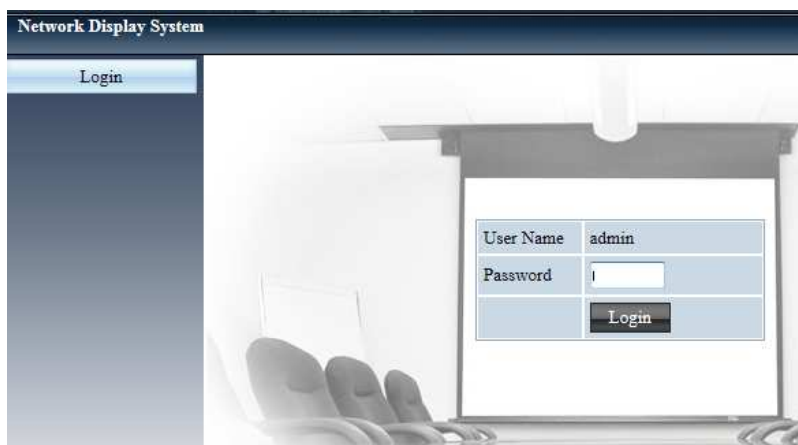 Network Display System
Login
User Name admin
Password
Login